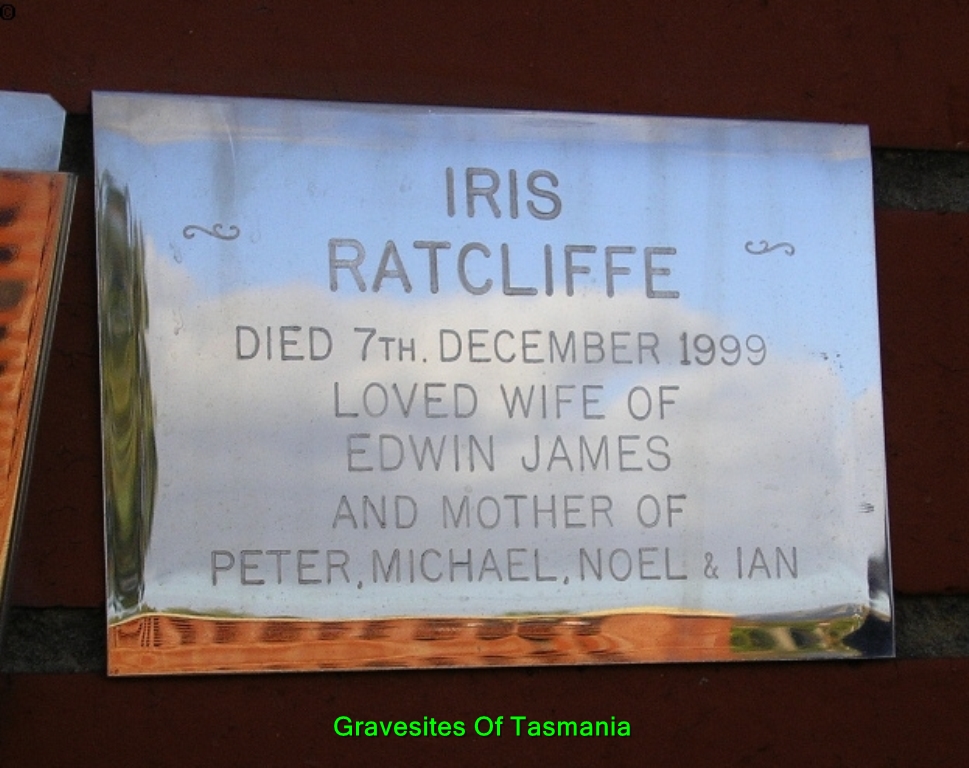 ©
IRIS
RATCLIFFE
DIED 7TH. DECEMBER 1999
LOVED WIFE OF
EDWIN JAMES
AND MOTHER OF
PETER, MICHAEL, NOEL & IAN
Gravesites Of Tasmania